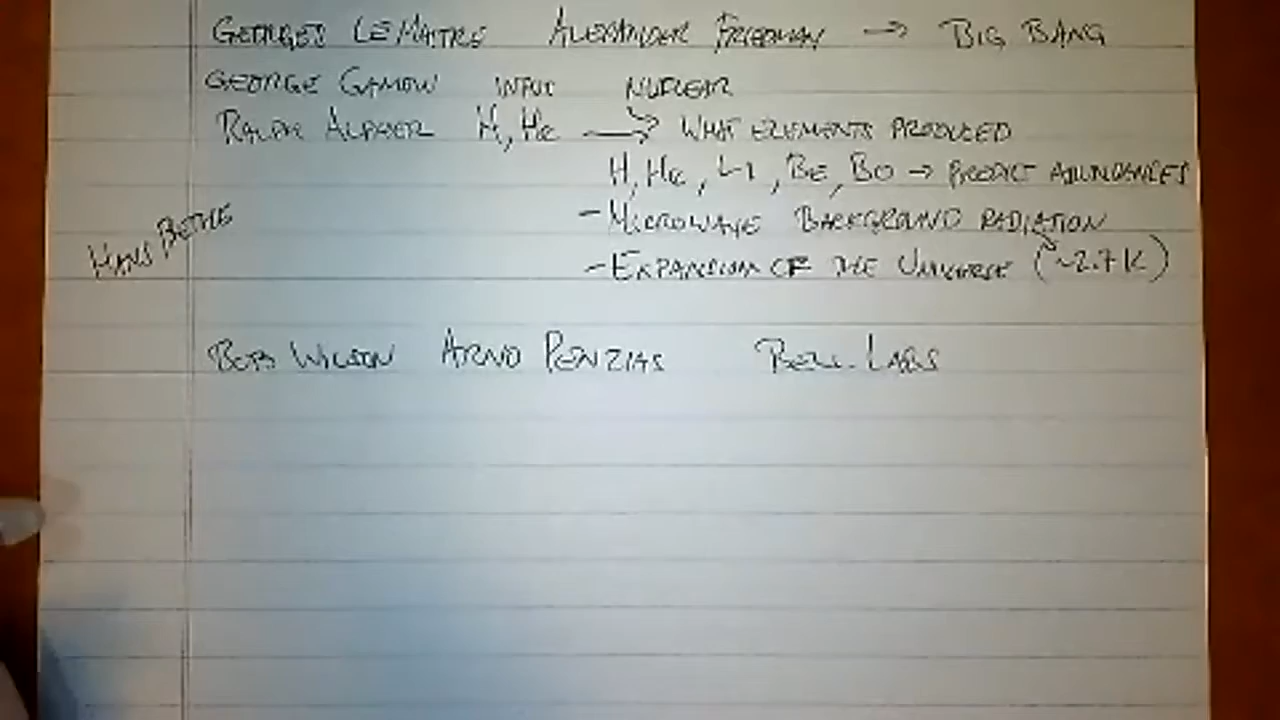 GEORGES LEMAITRE ALEXANDER FRIEDMAN → BIG BANG
GEORGE GAMOW INPUT NUCLEAR
RALPH ALPHER H, He → WHAT ELEMENTS PRODUCED
H, He, LI, BE, BO → PREDICT ABUNDANCES
- MICROWAVE BACKGROUND RADIATION
HANS BETHE
- EXPANSION OF THE UNIVERSE (~2.7 K)
BOB WILSON ARNO PENZIAS BELL LABS